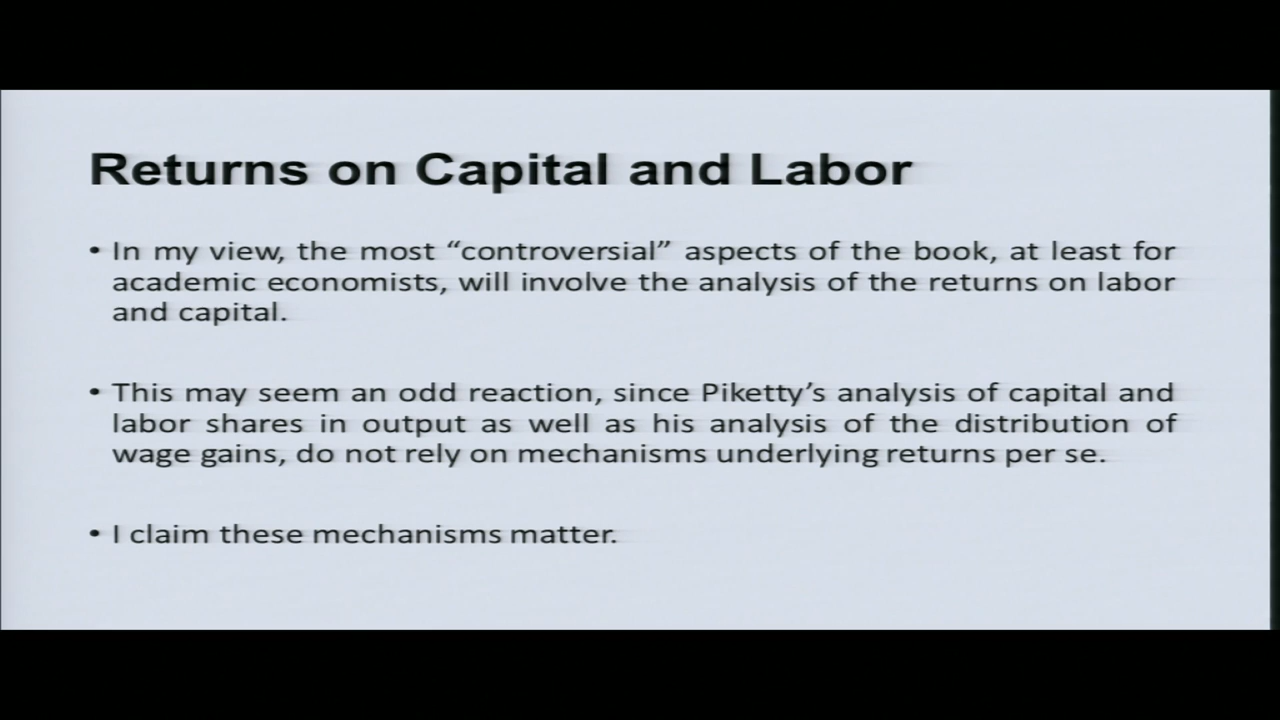 Returns on Capital and Labor
• In my view, the most “controversial” aspects of the book, at least for
academic economists, will involve the analysis of the returns on labor
and capital.
• This may seem an odd reaction, since Piketty’s analysis of capital and
labor shares in output as well as his analysis of the distribution of
wage gains, do not rely on mechanisms underlying returns per se.
• I claim these mechanisms matter.